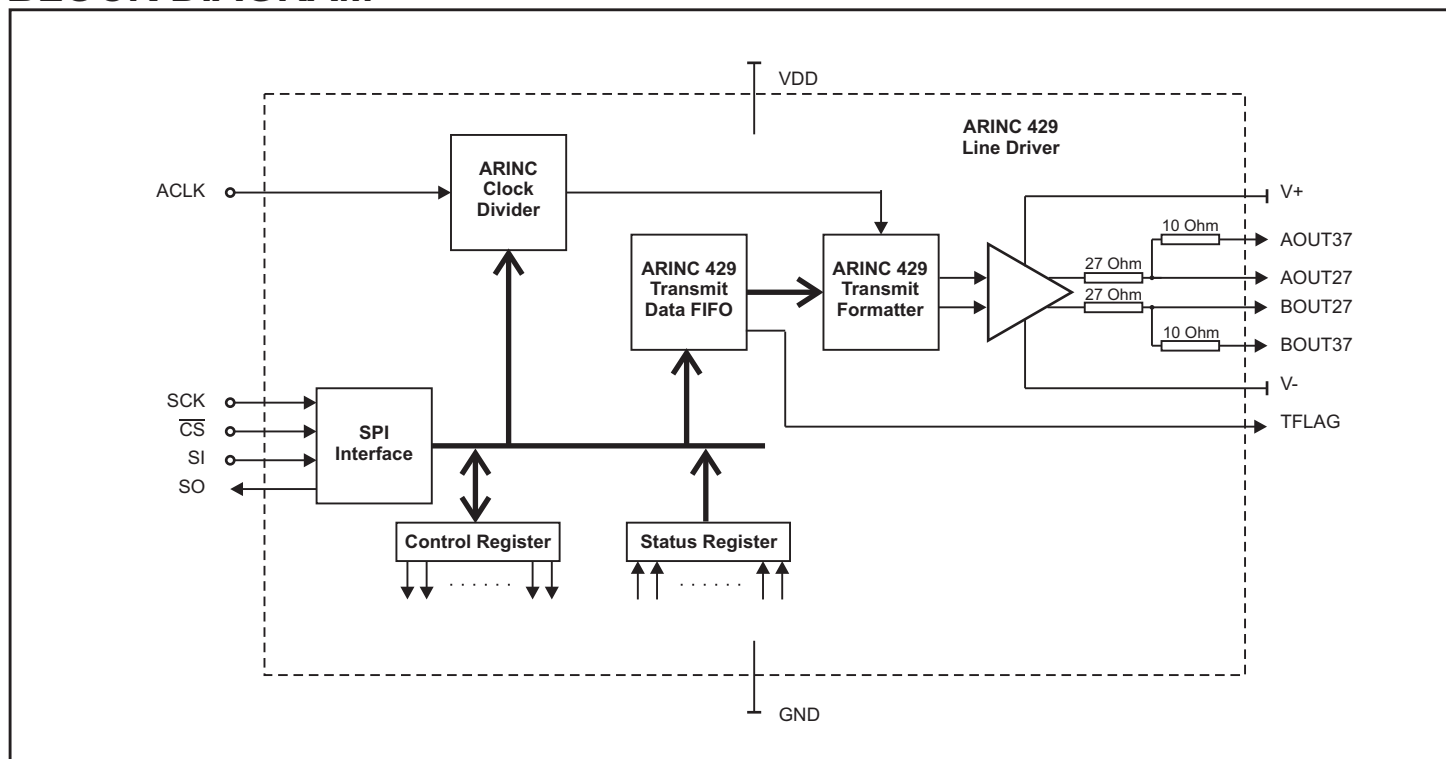 BLOCK DIAGRAM
VDD
ARINC 429
Line Driver
ARINC
Clock
Divider
ACLK
V+
10 Ohm
AOUT37
ARINC 429
Transmit
Data FIFO
ARINC 429
Transmit
Formatter
27 Ohm
AOUT27
27 Ohm
BOUT27
10 Ohm
BOUT37
V-
TFLAG
SCK
CS
SI
SO
SPI
Interface
Control Register
Status Register
. . . . . .
. . . . . .
GND